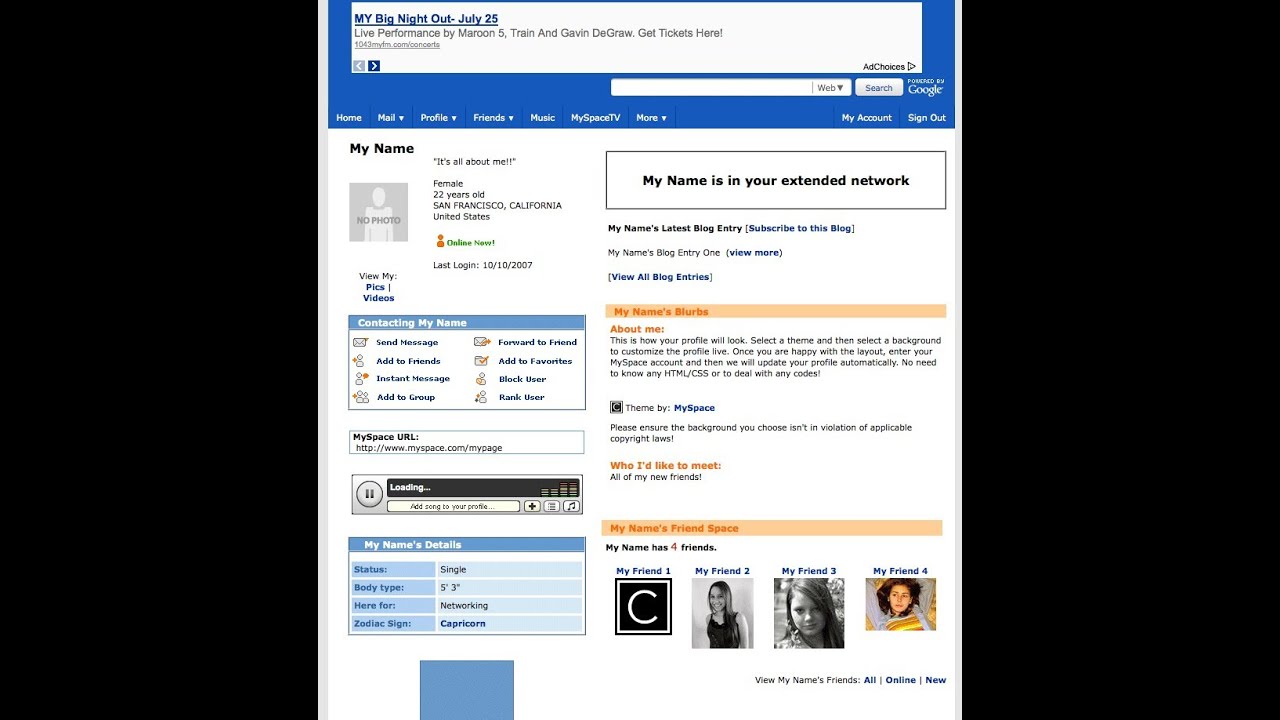 MY Big Night Out- July 25
Live Performance by Maroon 5, Train And Gavin DeGraw. Get Tickets Here!
1043myfm.com/concerts
AdChoices
Web▼
Search
POWERED BY
Google
Home
Mail ▼
Profile ▼
Friends ▼
Music
MySpaceTV
More ▼
My Account
Sign Out
My Name
"It's all about me!!"
NO PHOTO
Female
22 years old
SAN FRANCISCO, CALIFORNIA
United States
Online Now!
Last Login: 10/10/2007
View My:
Pics |
Videos
Contacting My Name
Send Message
Forward to Friend
Add to Friends
Add to Favorites
Instant Message
Block User
Add to Group
Rank User
MySpace URL:
http://www.myspace.com/mypage
Loading...
Add song to your profile...
My Name's Details
Status: Single
Body type: 5' 3"
Here for: Networking
Zodiac Sign: Capricorn
My Name is in your extended network
My Name's Latest Blog Entry [Subscribe to this Blog]
My Name's Blog Entry One (view more)
[View All Blog Entries]
My Name's Blurbs
About me:
This is how your profile will look. Select a theme and then select a background
to customize the profile live. Once you are happy with the layout, enter your
MySpace account and then we will update your profile automatically. No need
to know any HTML/CSS or to deal with any codes!
C Theme by: MySpace
Please ensure the background you choose isn't in violation of applicable
copyright laws!
Who I'd like to meet:
All of my new friends!
My Name's Friend Space
My Name has 4 friends.
My Friend 1
My Friend 2
My Friend 3
My Friend 4
C
View My Name's Friends: All | Online | New